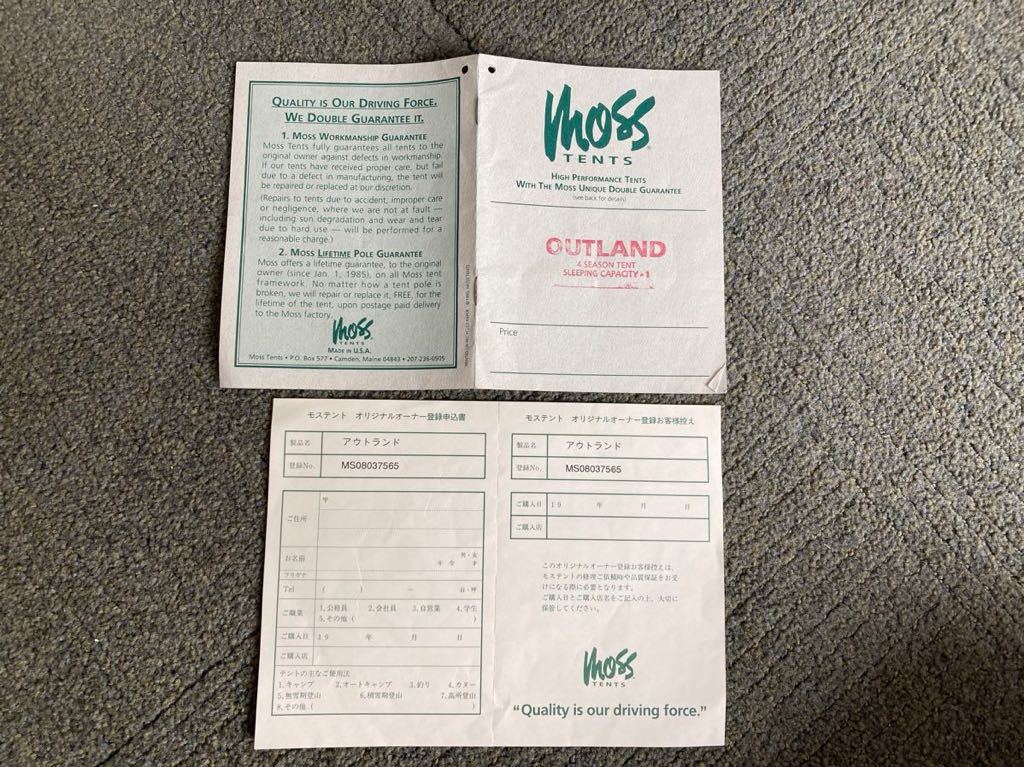 QUALITY IS OUR DRIVING FORCE.
WE DOUBLE GUARANTEE IT.
1. MOSS WORKMANSHIP GUARANTEE
Moss Tents fully guarantees all tents to the
original owner against defects in workmanship.
If our tents have received proper care, but fail
due to a defect in manufacturing, the tent will
be repaired or replaced at our discretion.
(Repairs to tents due to accident, improper care
or negligence, where we are not at fault —
including sun degradation and wear and tear
due to hard use — will be performed for a
reasonable charge.)
2. MOSS LIFETIME POLE GUARANTEE
Moss offers a lifetime guarantee, to the original
owner (since Jan. 1, 1985), on all Moss tent
framework. No matter how a tent pole is
broken, we will repair or replace it, FREE, for the
lifetime of the tent, upon postage paid delivery
to the Moss factory.
moss
TENTS
MADE IN U.S.A.
Moss Tents • P.O. Box 577 • Camden, Maine 04843 • 207-236-0505
moss
TENTS
HIGH PERFORMANCE TENTS
WITH THE MOSS UNIQUE DOUBLE GUARANTEE
(see back for details)
OUTLAND
4 SEASON TENT
SLEEPING CAPACITY • 1
Price
モステント オリジナルオーナー登録申込書
製品名 アウトランド
登録No. MS08037565
〒
ご住所
お名前 男・女
年令 才
フリガナ
Tel ( ) － 自・呼
ご職業 1.公務員 2.会社員 3.自営業 4.学生
5.その他 ( )
ご購入日 19 年 月 日
ご購入店
テントの主なご使用法
1.キャンプ 2.オートキャンプ 3.釣り 4.カヌー
5.無雪期登山 6.積雪期登山 7.高所登山
8.その他 ( )
モステント オリジナルオーナー登録お客様控え
製品名 アウトランド
登録No. MS08037565
ご購入日 19 年 月 日
ご購入店
このオリジナルオーナー登録お客様控えは、
モステントの修理ご依頼時や品質保証をお受
けになる際に必要となります。
ご購入日とご購入店名をご記入の上、大切に
保管してください。
moss
TENTS
“Quality is our driving force.”